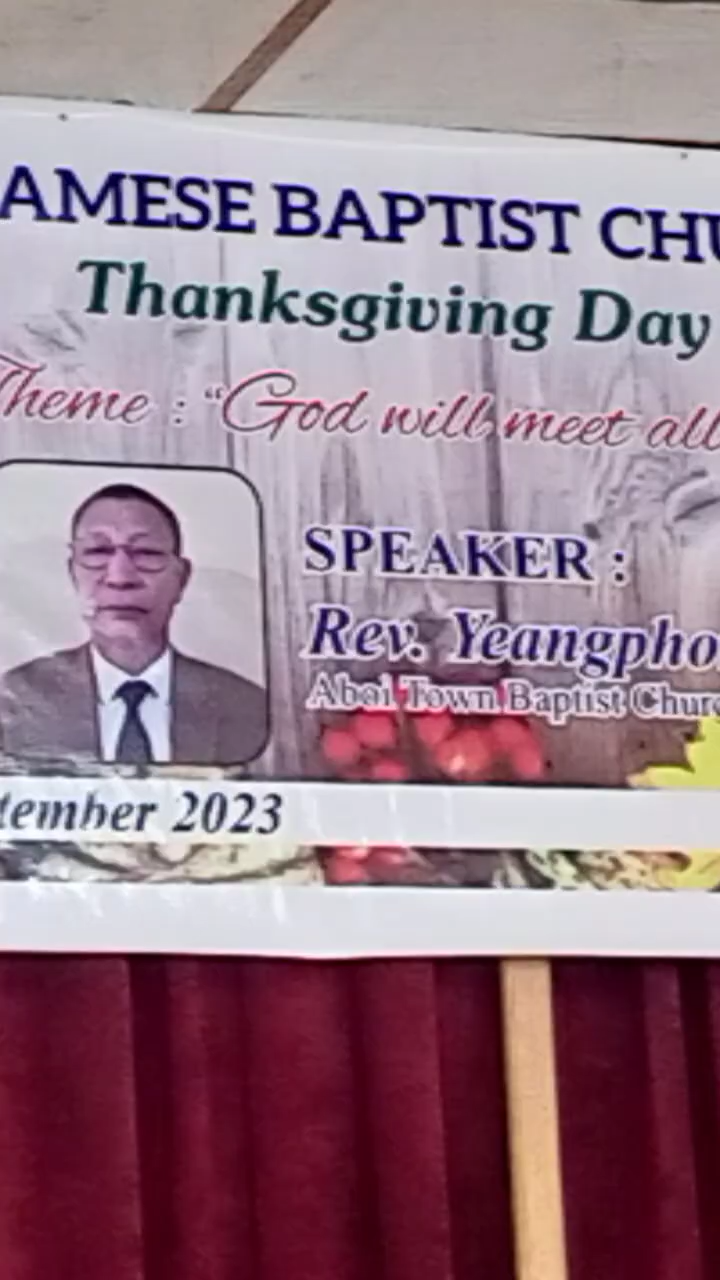 AMESE BAPTIST CHU
Thanksgiving Day
Theme : "God will meet all
SPEAKER :
Rev. Yeangpho
Aboi Town Baptist Churc
tember 2023